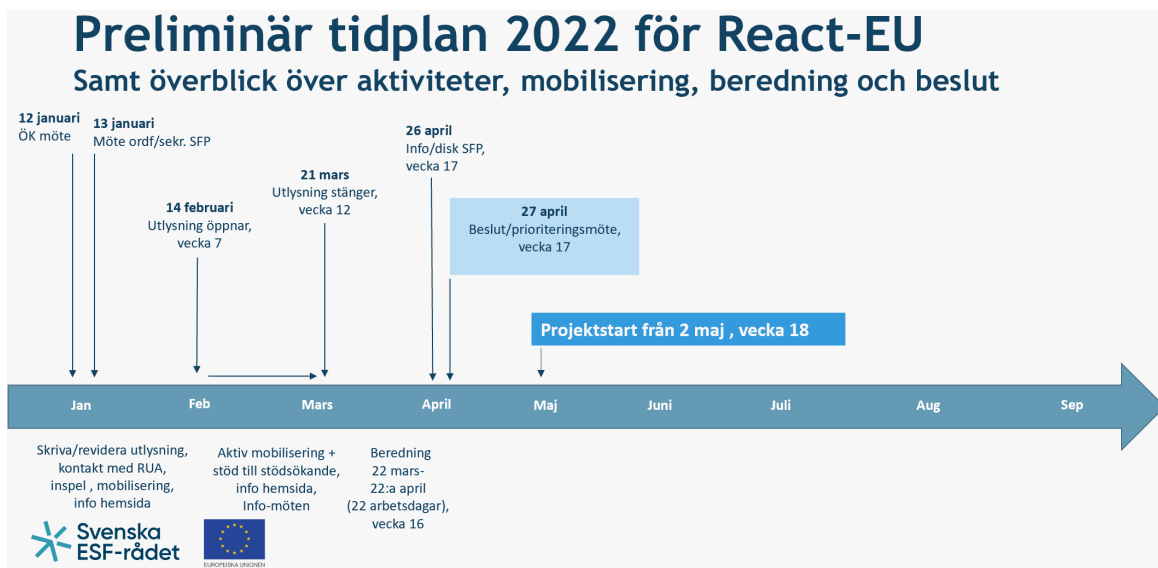 Preliminär tidplan 2022 för React-EU
Samt överblick över aktiviteter, mobilisering, beredning och beslut
12 januari
ÖK möte
13 januari
Möte ordf/sekr. SFP
14 februari
Utlysning öppnar,
vecka 7
21 mars
Utlysning stänger,
vecka 12
26 april
Info/disk SFP,
vecka 17
27 april
Beslut/prioriteringsmöte,
vecka 17
Projektstart från 2 maj , vecka 18
Jan
Feb
Mars
April
Maj
Juni
Juli
Aug
Sep
Skriva/revidera utlysning,
kontakt med RUA,
inspel , mobilisering,
info hemsida
Aktiv mobilisering +
stöd till stödsökande,
info hemsida,
Info-möten
Beredning
22 mars-
22:a april
(22 arbetsdagar),
vecka 16
Svenska
ESF-rådet
EUROPEISKA UNIONEN